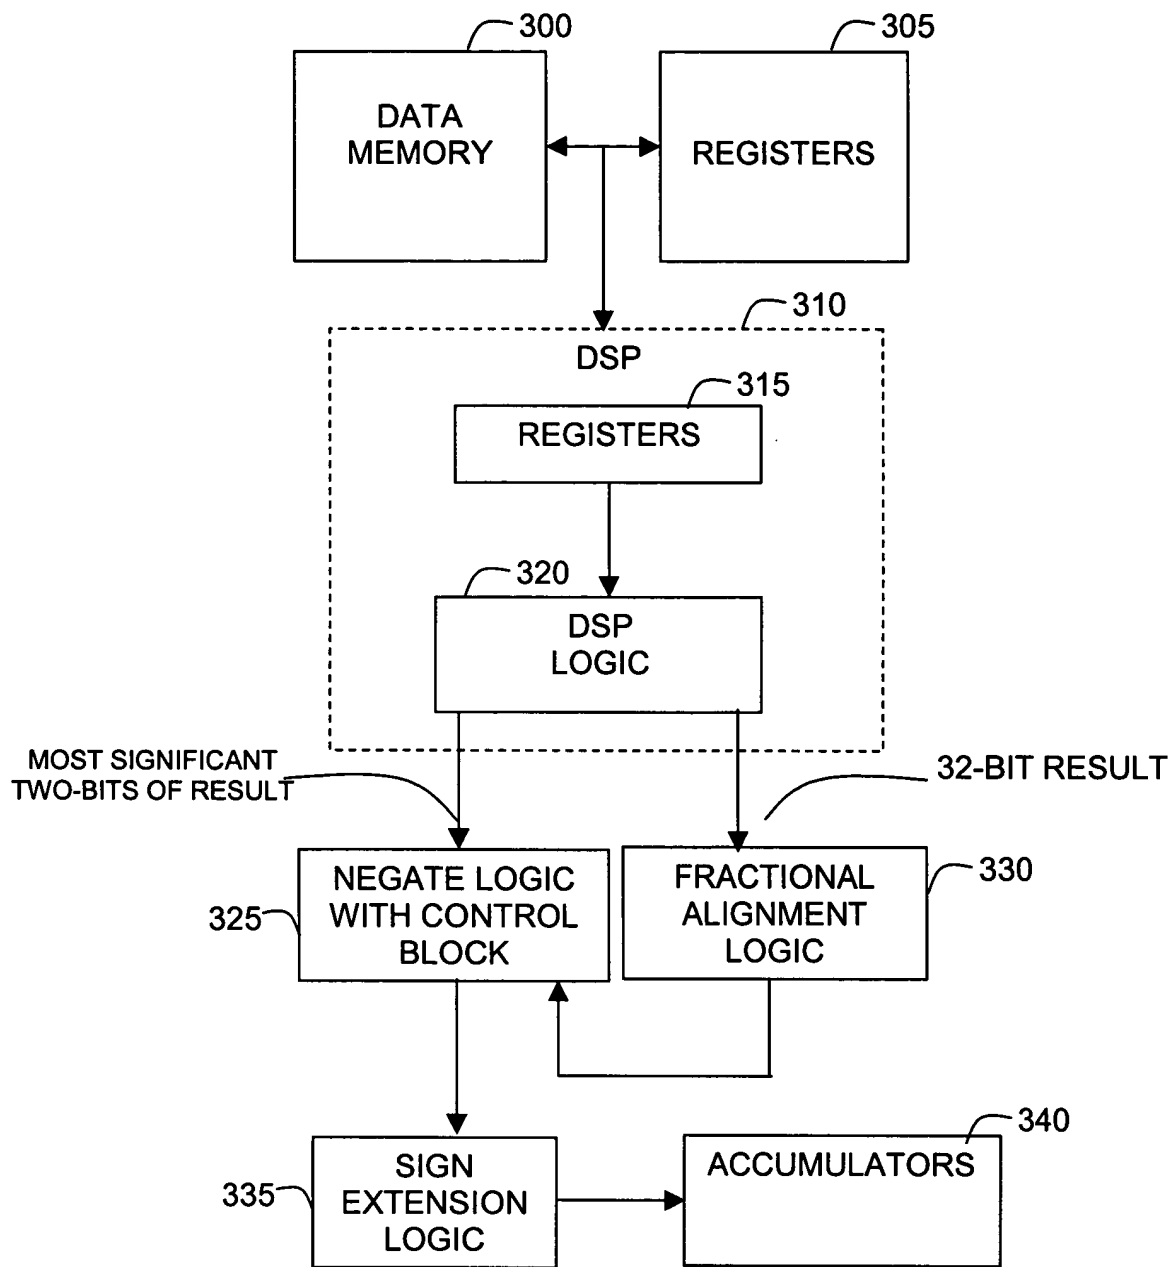 300
305
DATA
MEMORY
REGISTERS
310
DSP
315
REGISTERS
320
DSP
LOGIC
MOST SIGNIFICANT
TWO-BITS OF RESULT
32-BIT RESULT
NEGATE LOGIC
WITH CONTROL
BLOCK
325
FRACTIONAL
ALIGNMENT
LOGIC
330
SIGN
EXTENSION
LOGIC
335
ACCUMULATORS
340